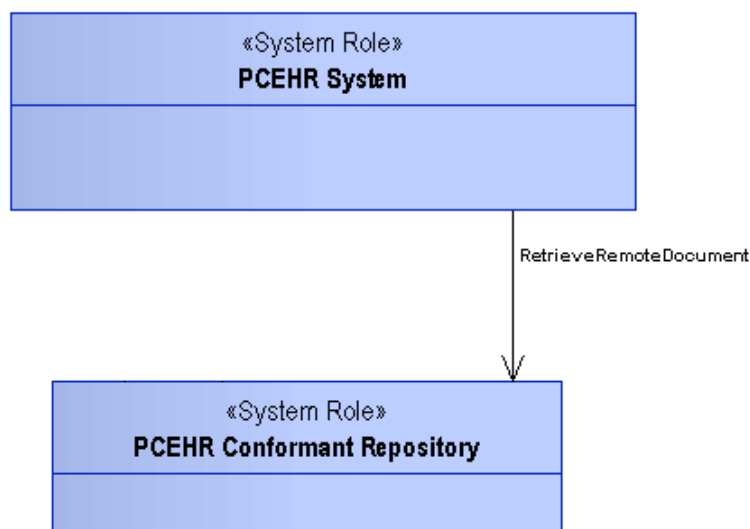 «System Role»
PCEHR System
RetrieveRemoteDocument
«System Role»
PCEHR Conformant Repository